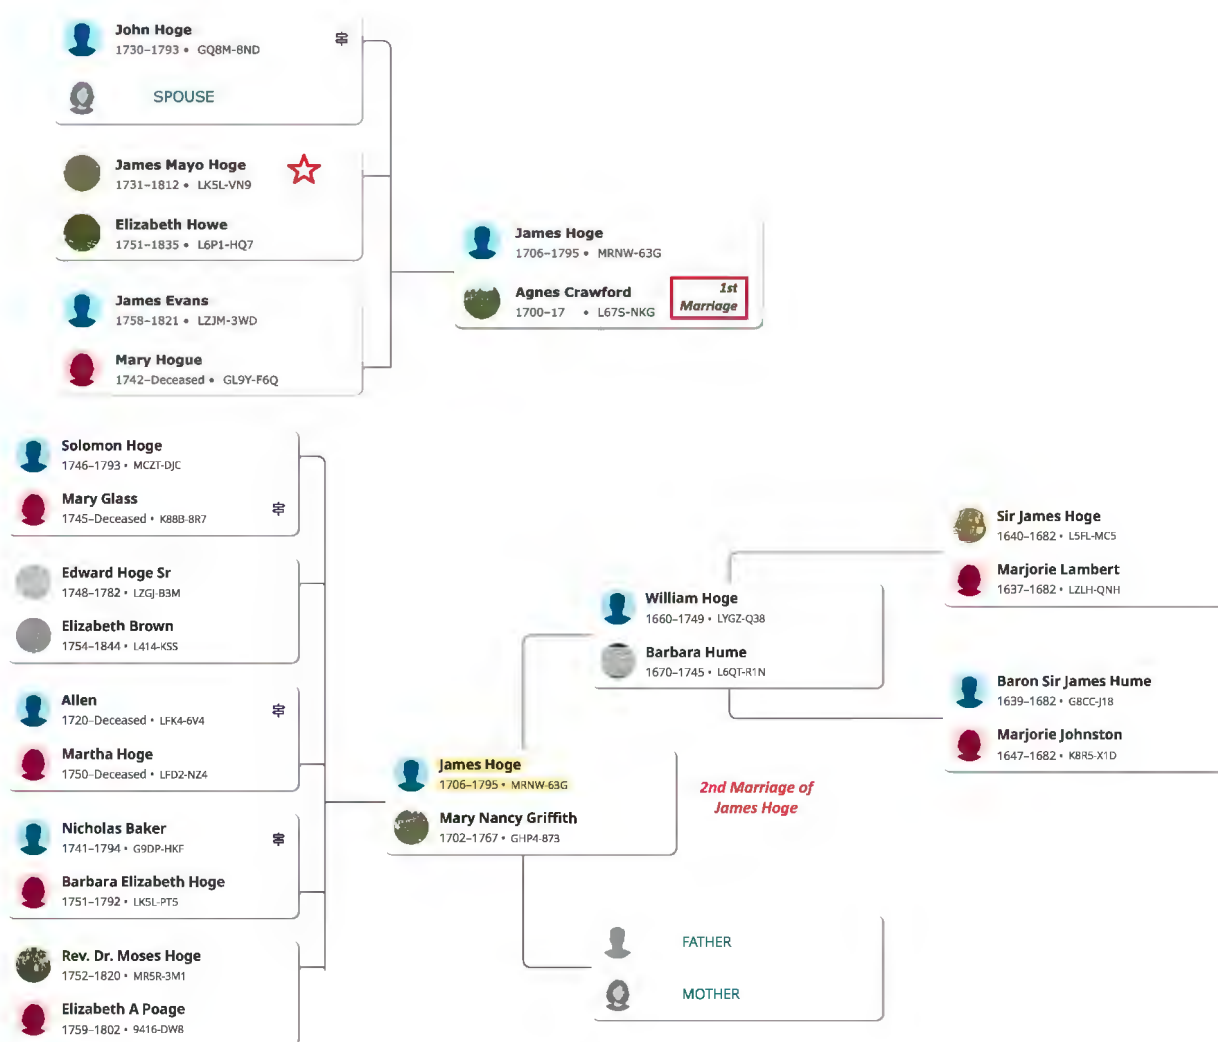 John Hoge
1730–1793 • GQ8M-8ND
SPOUSE
James Mayo Hoge
1731–1812 • LK5L-VN9
Elizabeth Howe
1751–1835 • L6P1-HQ7
James Evans
1758–1821 • LZJM-3WD
Mary Hogue
1742–Deceased • GL9Y-F6Q
James Hoge
1706–1795 • MRNW-63G
Agnes Crawford
1700–17 • L67S-NKG
1st
Marriage
Solomon Hoge
1746–1793 • MCZT-DJC
Mary Glass
1745–Deceased • K88B-8R7
Edward Hoge Sr
1748–1782 • LZGJ-B3M
Elizabeth Brown
1754–1844 • L414-KSS
Allen
1720–Deceased • LFK4-6V4
Martha Hoge
1750–Deceased • LFD2-NZ4
Nicholas Baker
1741–1794 • G9DP-HKF
Barbara Elizabeth Hoge
1751–1792 • LK5L-PT5
Rev. Dr. Moses Hoge
1752–1820 • MR5R-3M1
Elizabeth A Poage
1759–1802 • 9416-DW8
James Hoge
1706–1795 • MRNW-63G
Mary Nancy Griffith
1702–1767 • GHP4-873
2nd Marriage of
James Hoge
William Hoge
1660–1749 • LYGZ-Q38
Barbara Hume
1670–1745 • L6QT-R1N
FATHER
MOTHER
Sir James Hoge
1640–1682 • L5FL-MC5
Marjorie Lambert
1637–1682 • LZLH-QNH
Baron Sir James Hume
1639–1682 • G8CC-J18
Marjorie Johnston
1647–1682 • K8R5-X1D